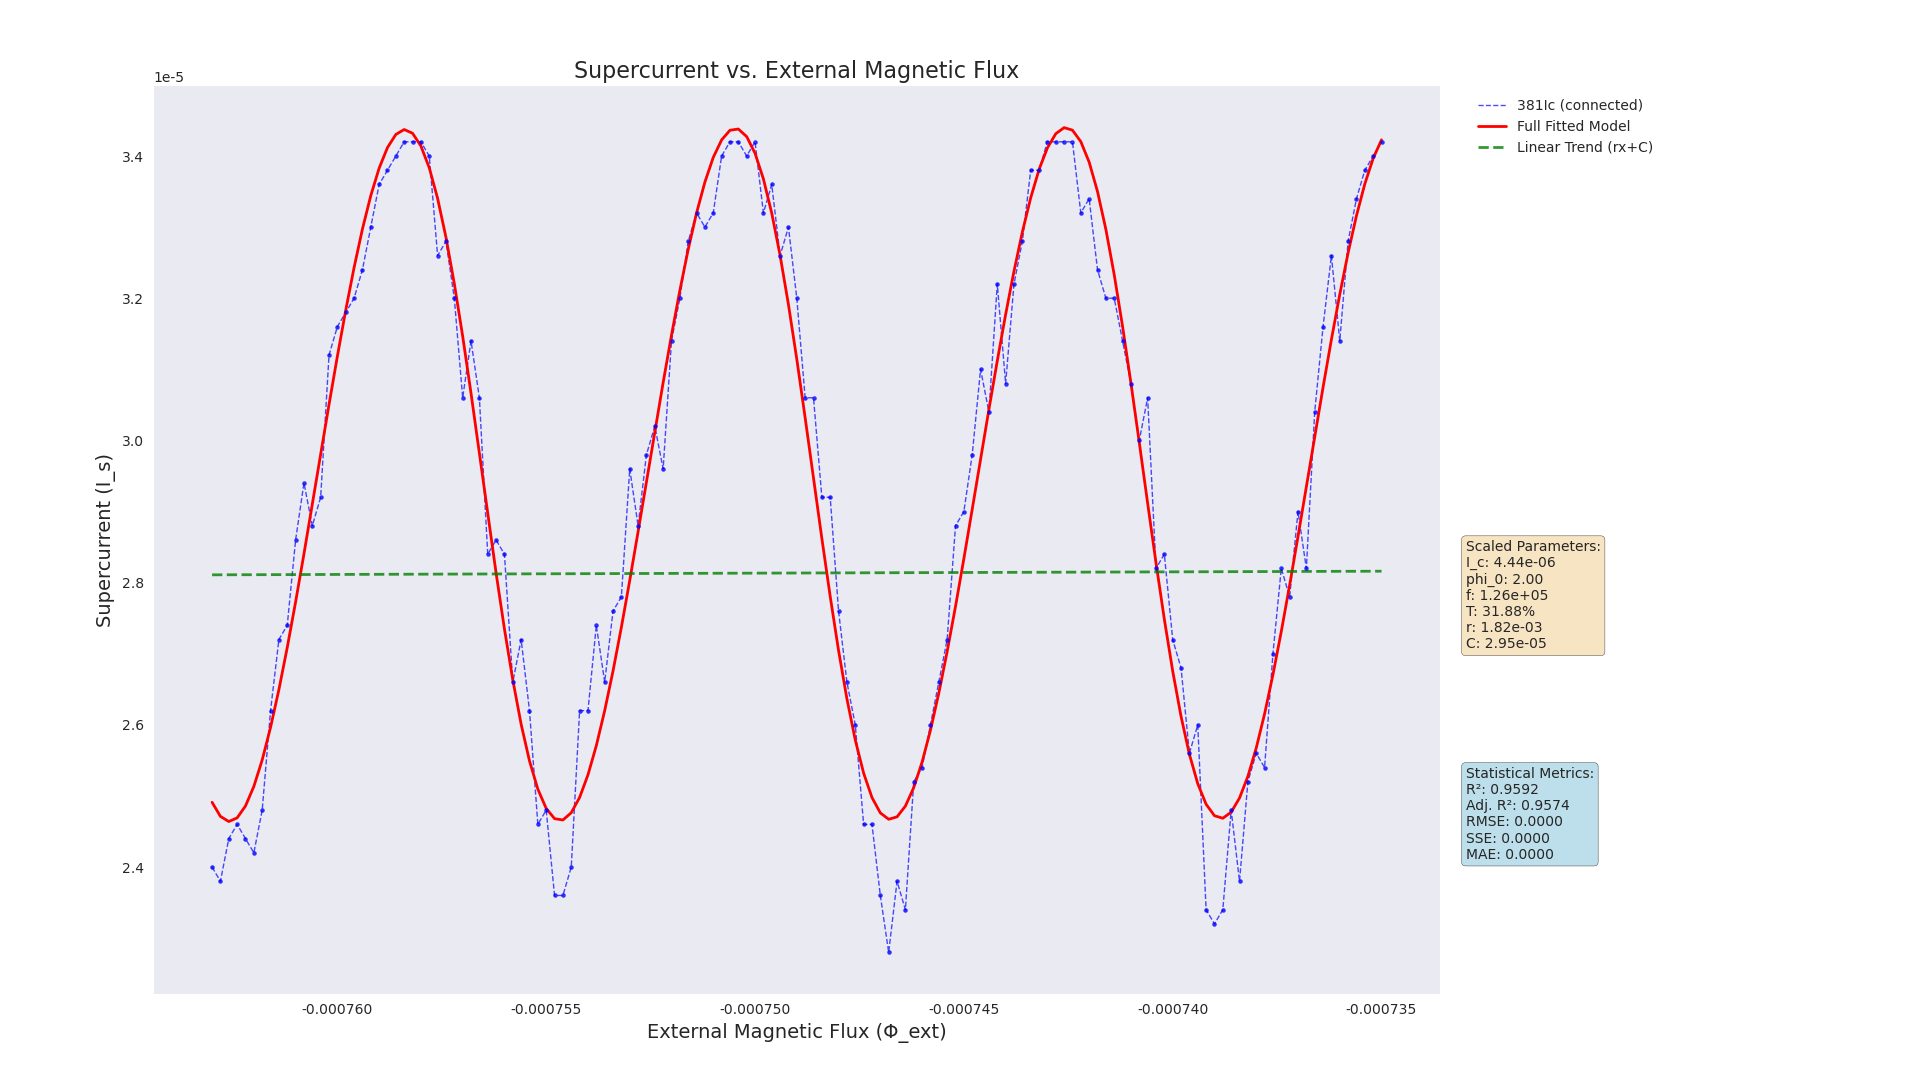 Supercurrent vs. External Magnetic Flux
1e-5
3.4
3.2
3.0
2.8
2.6
2.4
Supercurrent (I_s)
-0.000760
-0.000755
-0.000750
-0.000745
-0.000740
-0.000735
External Magnetic Flux (Φ_ext)
381Ic (connected)
Full Fitted Model
Linear Trend (rx+C)
Scaled Parameters:
I_c: 4.44e-06
phi_0: 2.00
f: 1.26e+05
T: 31.88%
r: 1.82e-03
C: 2.95e-05
Statistical Metrics:
R²: 0.9592
Adj. R²: 0.9574
RMSE: 0.0000
SSE: 0.0000
MAE: 0.0000